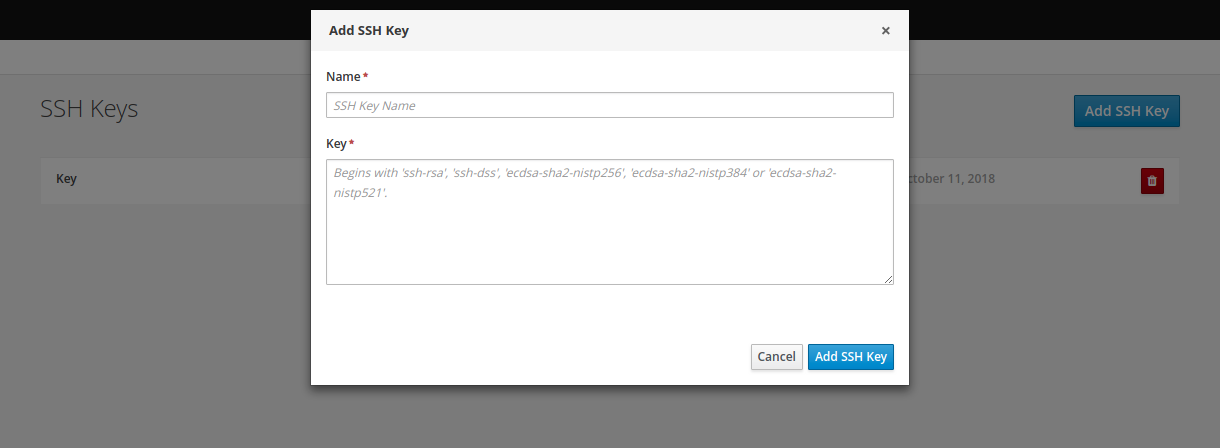 Add SSH Key ×
Name *
SSH Keys
SSH Key Name
Add SSH Key
Key *
Key
Begins with 'ssh-rsa', 'ssh-dss', 'ecdsa-sha2-nistp256', 'ecdsa-sha2-nistp384' or 'ecdsa-sha2-
nistp521'.
11, 2018
Cancel
Add SSH Key